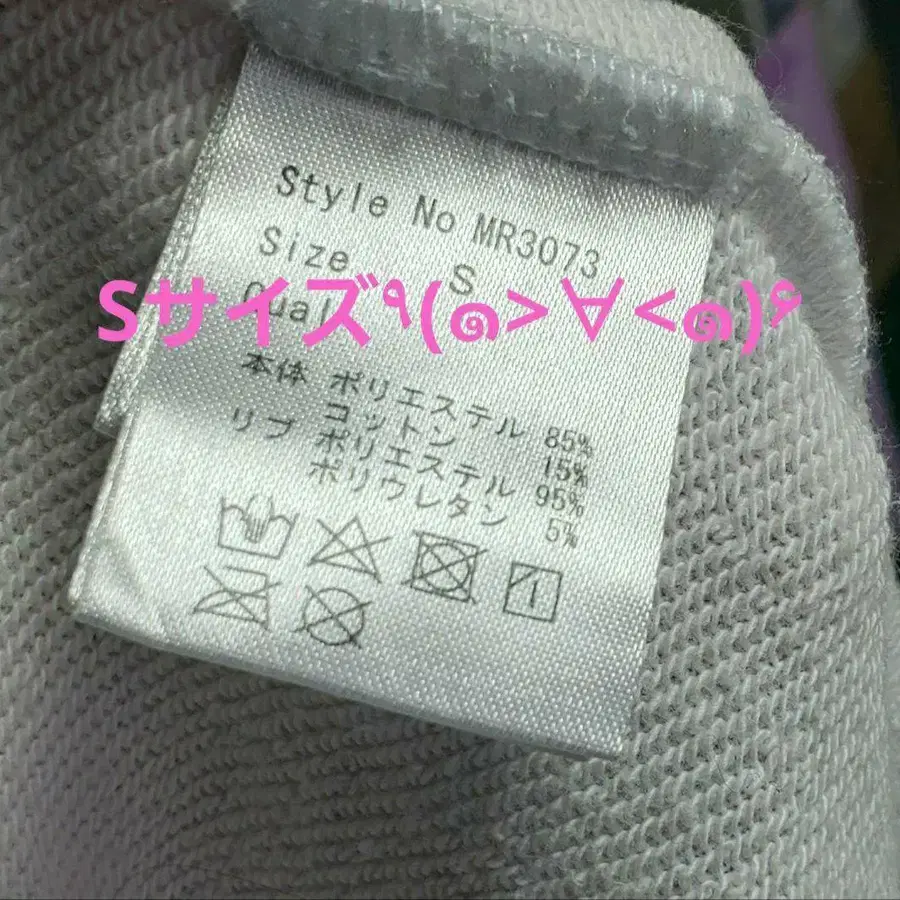 Style No MR3073
Size S
Sサイズ٩(๑>∀<๑)۶
本体 ポリエステル 85%
コットン 15%
リブ ポリエステル 95%
ポリウレタン 5%